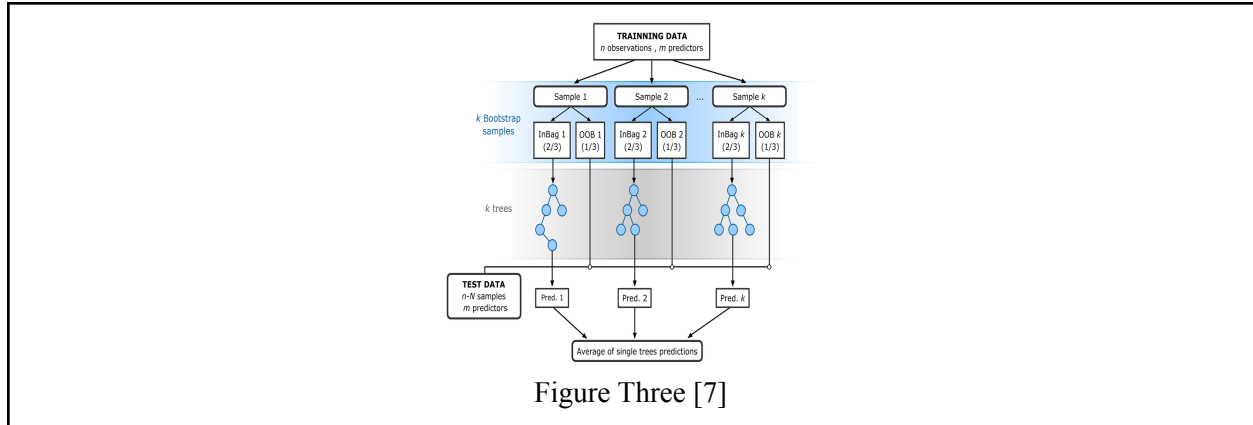 TRAINNING DATA
n observations , m predictors
Sample 1
Sample 2
...
Sample k
k Bootstrap
samples
InBag 1
(2/3)
OOB 1
(1/3)
InBag 2
(2/3)
OOB 2
(1/3)
InBag k
(2/3)
OOB k
(1/3)
k trees
TEST DATA
n-N samples
m predictors
Pred. 1
Pred. 2
Pred. k
Average of single trees predictions
Figure Three [7]